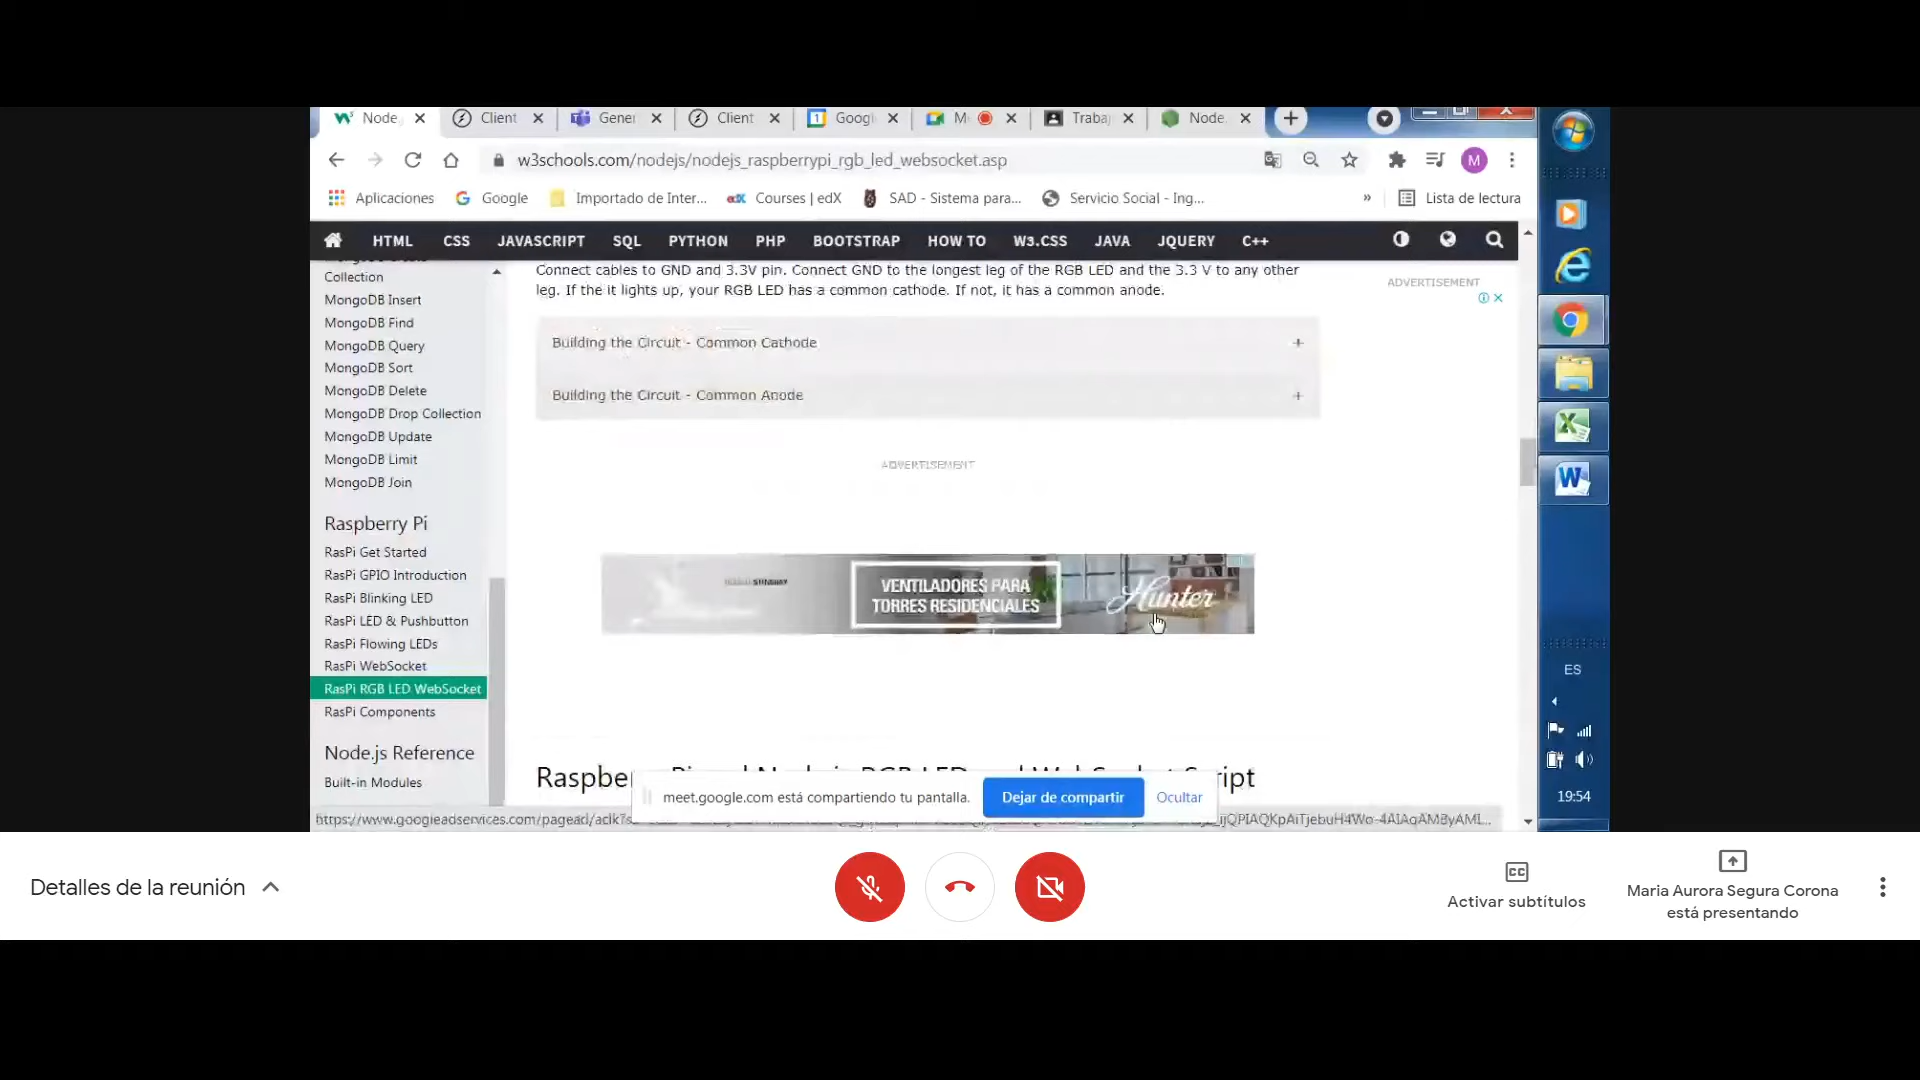 Node.
Client
Gener
Client
Googl
M
Traba
Node.
w3schools.com/nodejs/nodejs_raspberrypi_rgb_led_websocket.asp
M
Aplicaciones
Google
Importado de Inter...
Courses | edX
SAD - Sistema para...
Servicio Social - Ing...
»
Lista de lectura
HTML CSS JAVASCRIPT SQL PYTHON PHP BOOTSTRAP HOW TO W3.CSS JAVA JQUERY C++
Collection
MongoDB Insert
MongoDB Find
MongoDB Query
MongoDB Sort
MongoDB Delete
MongoDB Drop Collection
MongoDB Update
MongoDB Limit
MongoDB Join
Raspberry Pi
RasPi Get Started
RasPi GPIO Introduction
RasPi Blinking LED
RasPi LED & Pushbutton
RasPi Flowing LEDs
RasPi WebSocket
RasPi RGB LED WebSocket
RasPi Components
Node.js Reference
Built-in Modules
Connect cables to GND and 3.3V pin. Connect GND to the longest leg of the RGB LED and the 3.3 V to any other
leg. If the it lights up, your RGB LED has a common cathode. If not, it has a common anode.
Building the Circuit - Common Cathode +
Building the Circuit - Common Anode +
ADVERTISEMENT
VENTILADORES PARA
TORRES RESIDENCIALES
Hunter
ADVERTISEMENT
meet.google.com está compartiendo tu pantalla.
Dejar de compartir
Ocultar
ES
19:54
Detalles de la reunión
Activar subtítulos
Maria Aurora Segura Corona
está presentando